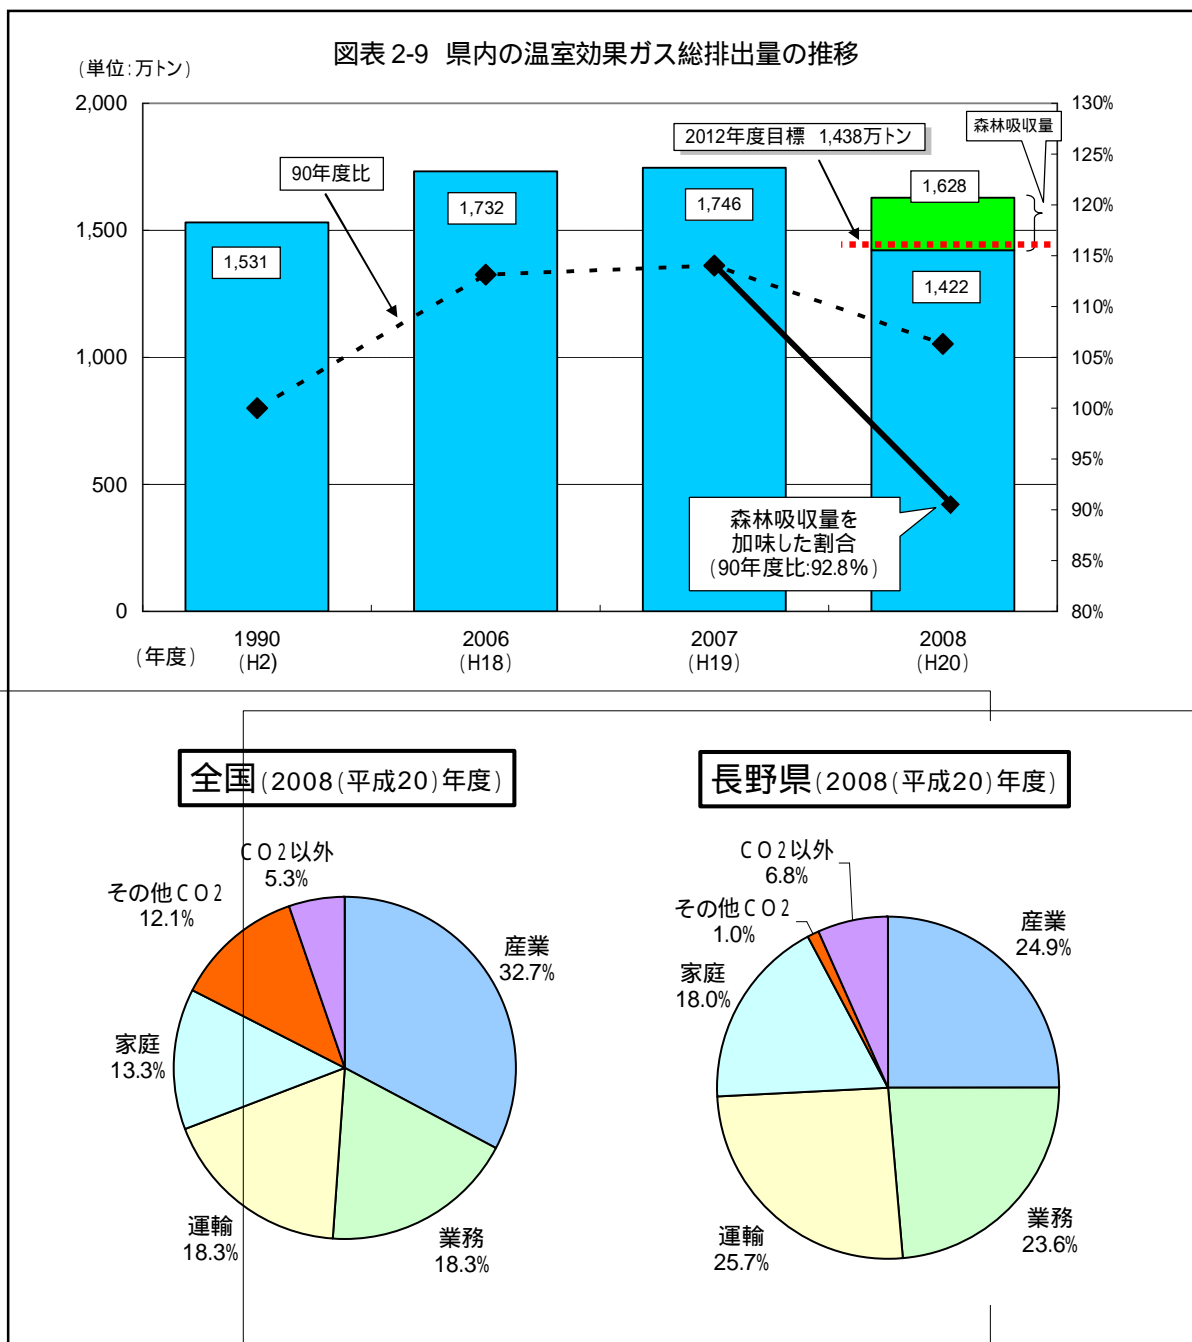 図表 2-9 県内の温室効果ガス総排出量の推移
(単位:万トン)
2,000
1,500
1,000
500
0
130%
125%
120%
115%
110%
105%
100%
95%
90%
85%
80%
90年度比
2012年度目標 1,438万トン
森林吸収量
1,531
1,732
1,746
1,628
1,422
森林吸収量を
加味した割合
(90年度比:92.8%)
(年度)
1990
(H2)
2006
(H18)
2007
(H19)
2008
(H20)
全国(2008(平成20)年度)
CO2以外
5.3%
その他CO2
12.1%
産業
32.7%
家庭
13.3%
運輸
18.3%
業務
18.3%
長野県(2008(平成20)年度)
CO2以外
6.8%
その他CO2
1.0%
産業
24.9%
家庭
18.0%
運輸
25.7%
業務
23.6%